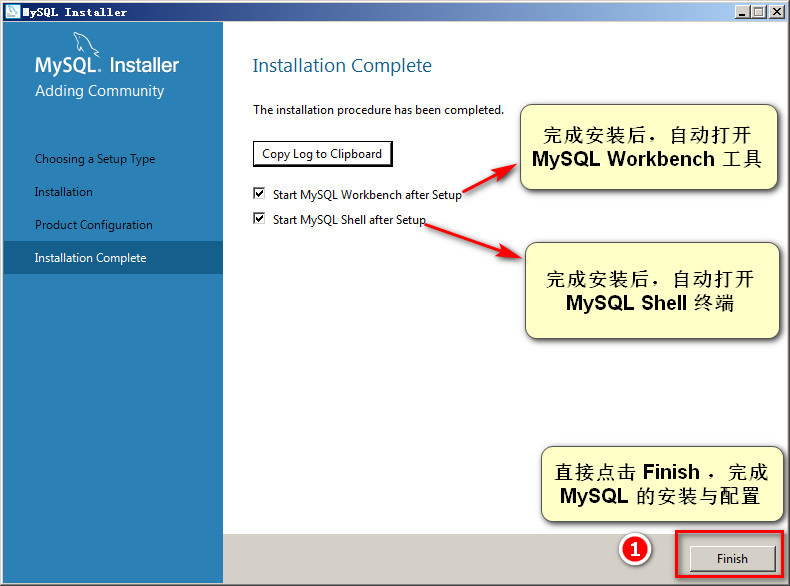 MySQL Installer
MySQL. Installer
Adding Community
Choosing a Setup Type
Installation
Product Configuration
Installation Complete
Installation Complete
The installation procedure has been completed.
Copy Log to Clipboard
Start MySQL Workbench after Setup
Start MySQL Shell after Setup
完成安装后，自动打开
MySQL Workbench 工具
完成安装后，自动打开
MySQL Shell 终端
直接点击 Finish ，完成
MySQL 的安装与配置
1
Finish